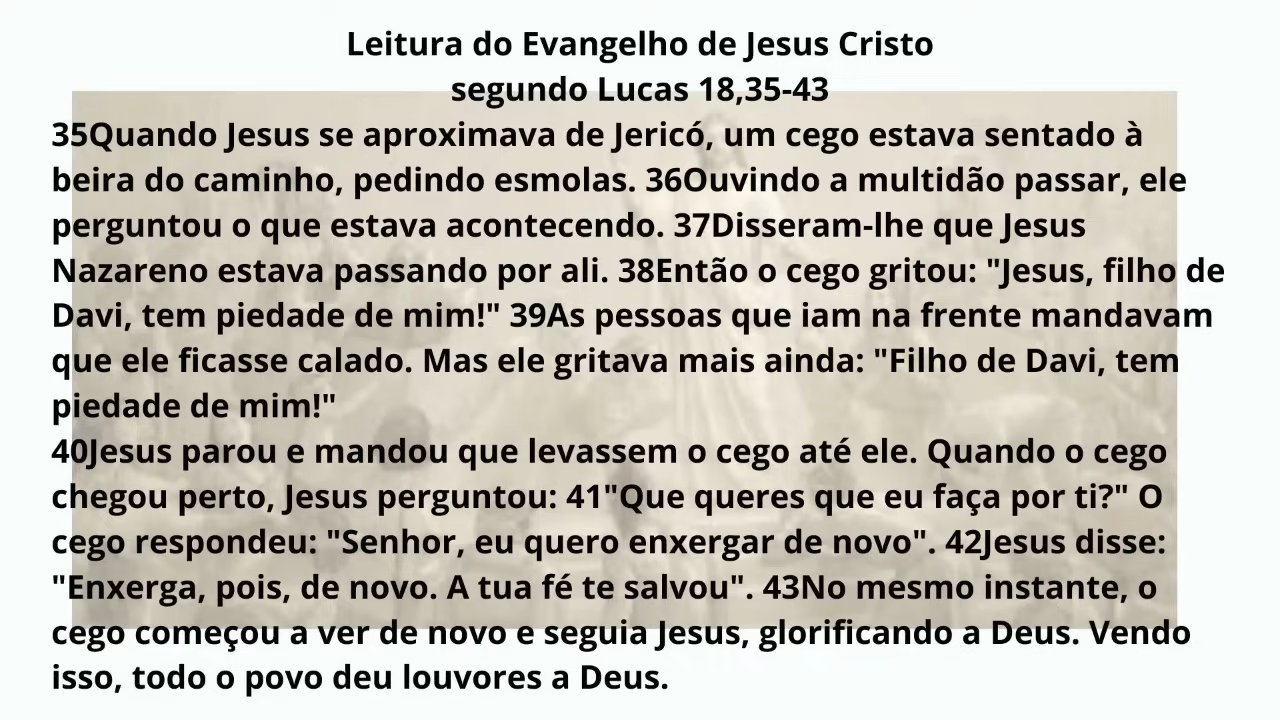 Leitura do Evangelho de Jesus Cristo
segundo Lucas 18,35-43
35Quando Jesus se aproximava de Jericó, um cego estava sentado à
beira do caminho, pedindo esmolas. 36Ouvindo a multidão passar, ele
perguntou o que estava acontecendo. 37Disseram-lhe que Jesus
Nazareno estava passando por ali. 38Então o cego gritou: "Jesus, filho de
Davi, tem piedade de mim!" 39As pessoas que iam na frente mandavam
que ele ficasse calado. Mas ele gritava mais ainda: "Filho de Davi, tem
piedade de mim!"
40Jesus parou e mandou que levassem o cego até ele. Quando o cego
chegou perto, Jesus perguntou: 41"Que queres que eu faça por ti?" O
cego respondeu: "Senhor, eu quero enxergar de novo". 42Jesus disse:
"Enxerga, pois, de novo. A tua fé te salvou". 43No mesmo instante, o
cego começou a ver de novo e seguia Jesus, glorificando a Deus. Vendo
isso, todo o povo deu louvores a Deus.